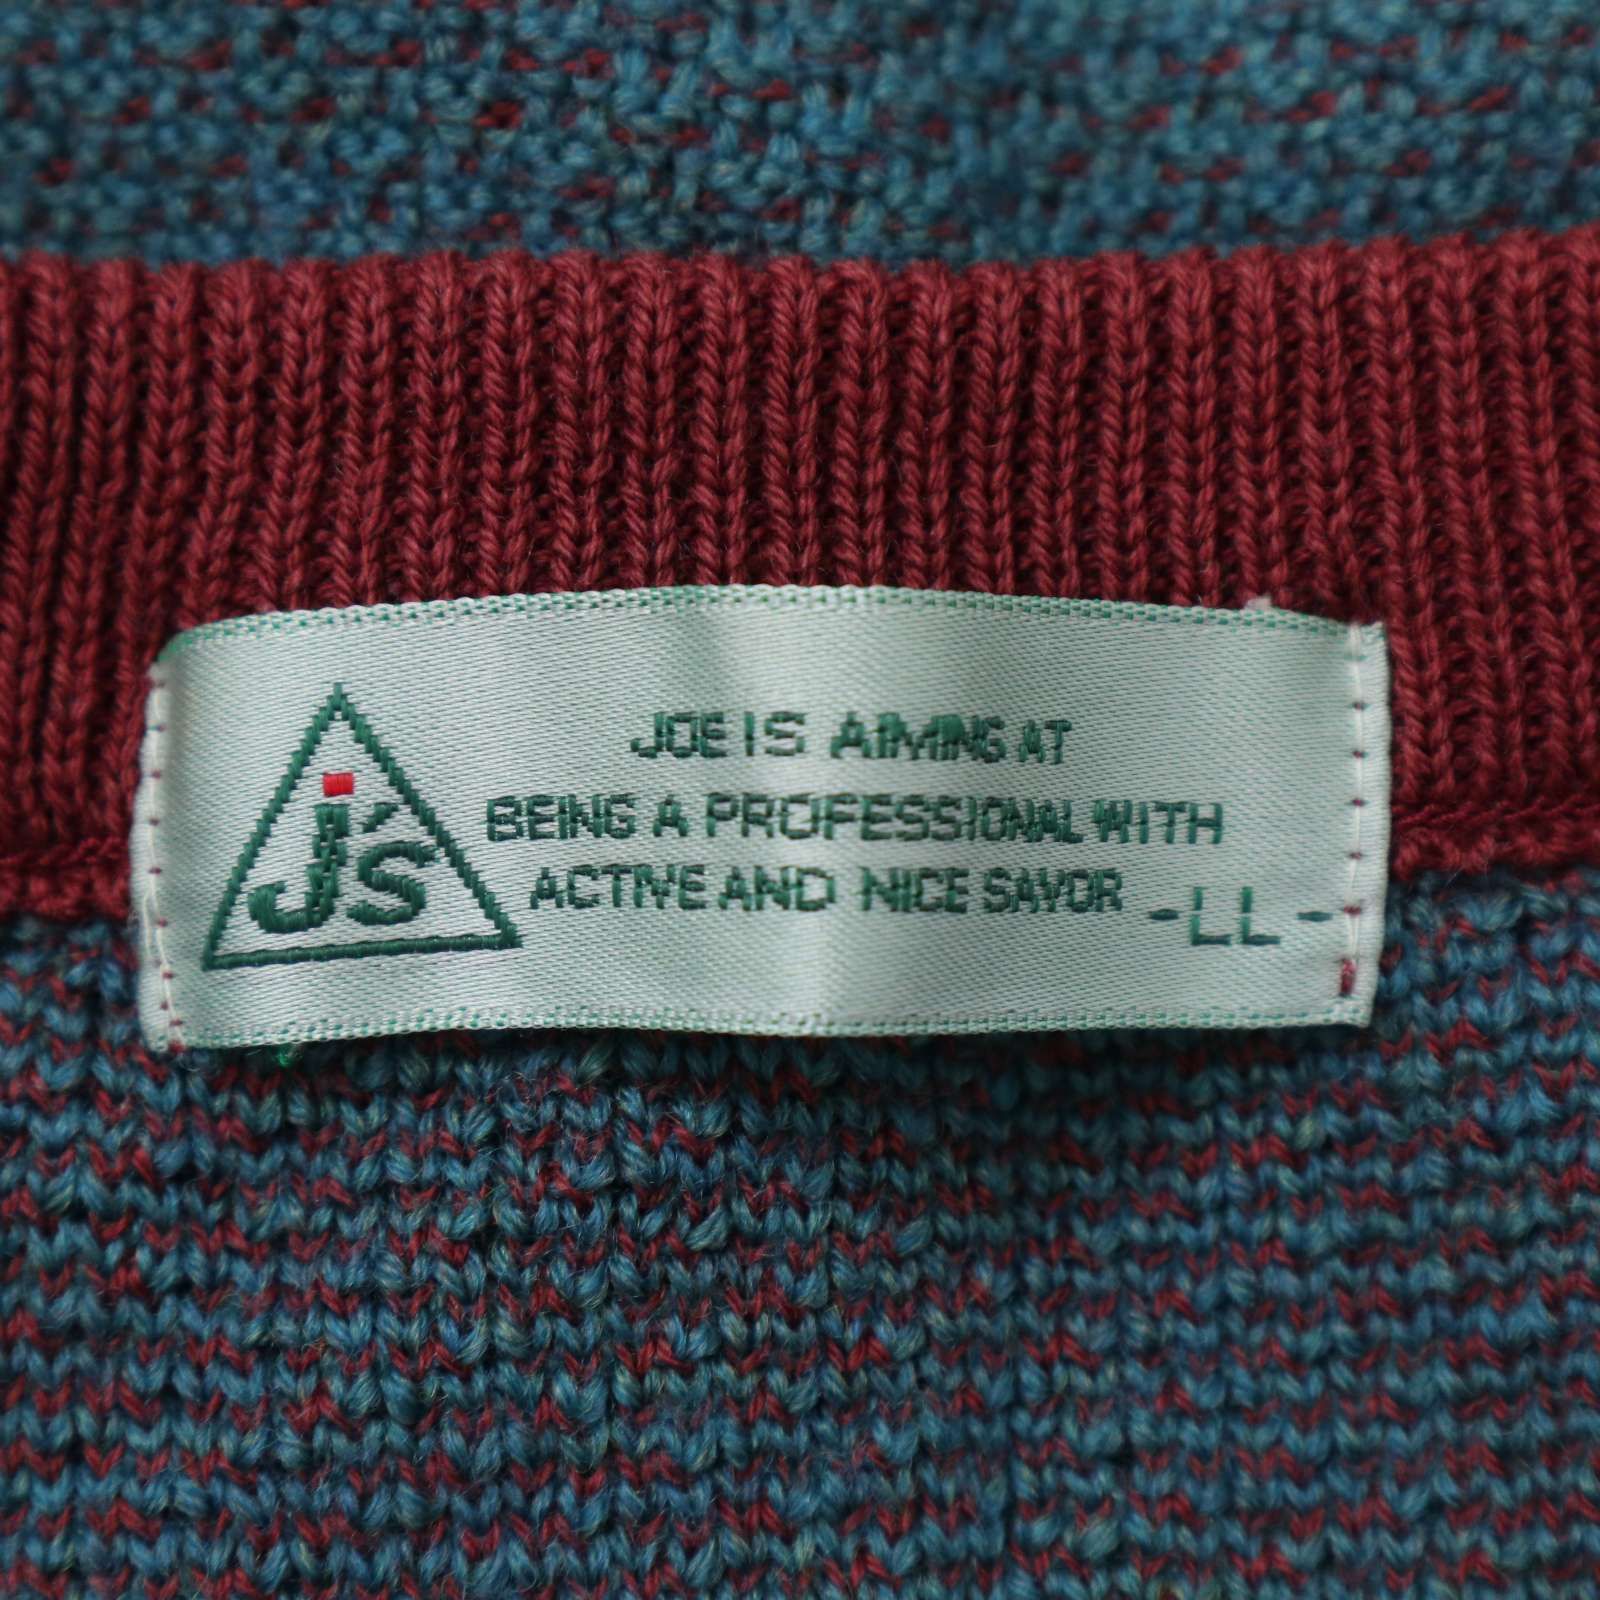 j's
JOE IS AIMING AT
BEING A PROFESSIONAL WITH
ACTIVE AND NICE SAVOR
-LL-